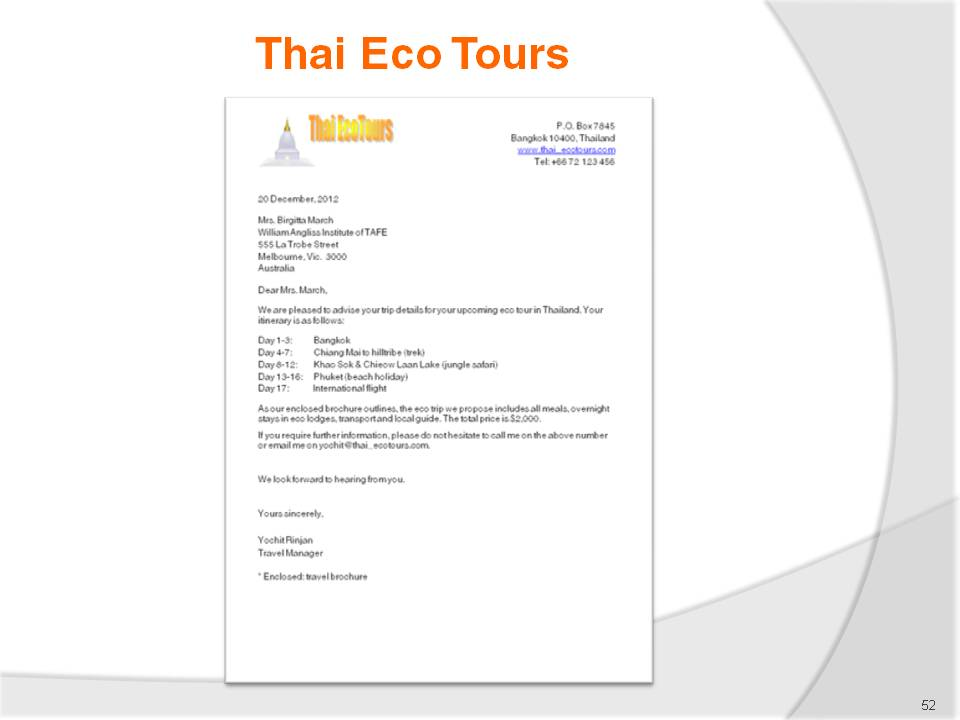 Thai Eco Tours
Thai EcoTours
P.O. Box 7845
Bangkok 10400, Thailand
www.thai_ecotours.com
Tel: +66 72 123 456
20 December, 2012
Mrs. Birgitta March
William Angliss Institute of TAFE
555 La Trobe Street
Melbourne, Vic. 3000
Australia
Dear Mrs. March,
We are pleased to advise your trip details for your upcoming eco tour in Thailand. Your
itinerary is as follows:
Day 1-3: Bangkok
Day 4-7: Chiang Mai to hilltribe (trek)
Day 8-12: Khao Sok & Chieow Laan Lake (jungle safari)
Day 13-16: Phuket (beach holiday)
Day 17: International flight
As our enclosed brochure outlines, the eco trip we propose includes all meals, overnight
stays in eco lodges, transport and local guide. The total price is $2,000.
If you require further information, please do not hesitate to call me on the above number
or email me on yochit@thai_ecotours.com.
We look forward to hearing from you.
Yours sincerely,
Yochit Rinjan
Travel Manager
* Enclosed: travel brochure
52